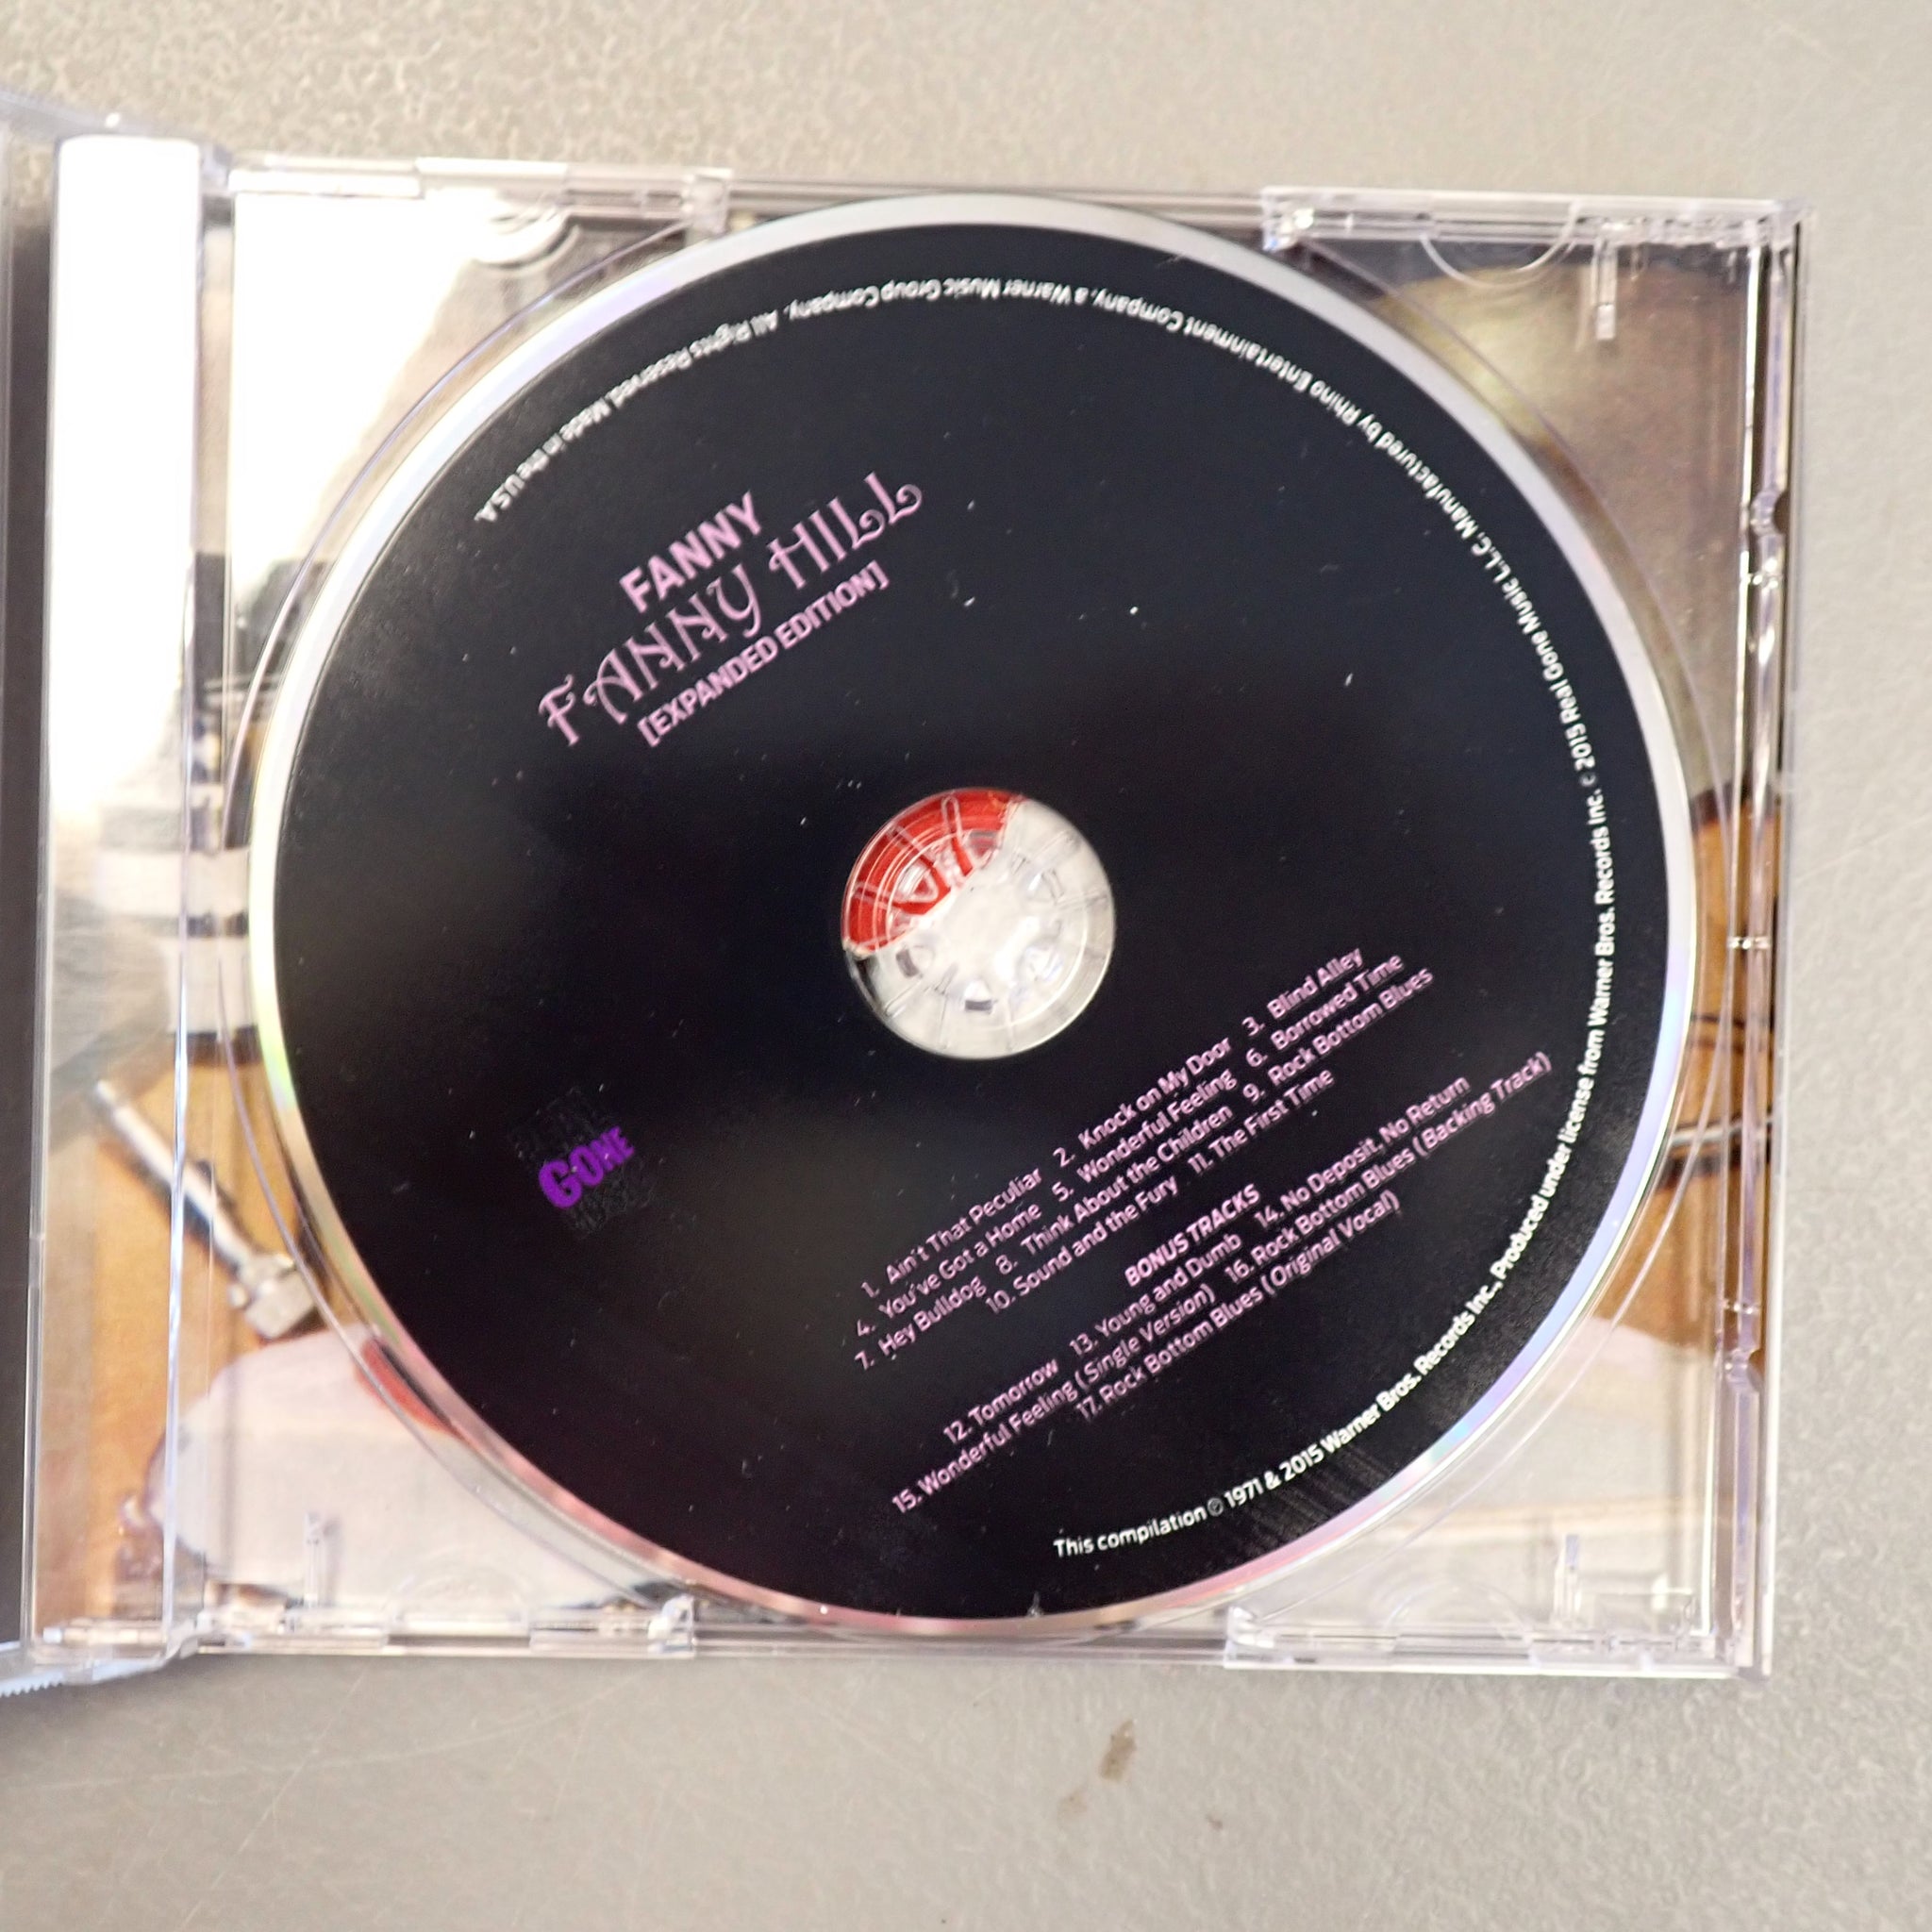 FANNY
FANNY HILL
[EXPANDED EDITION]
REAL
GONE
MUSIC
1. Ain't That Peculiar 2. Knock on My Door 3. Blind Alley
4. You've Got a Home 5. Wonderful Feeling 6. Borrowed Time
7. Hey Bulldog 8. Think About the Children 9. Rock Bottom Blues
10. Sound and the Fury 11. The First Time
BONUS TRACKS
12. Tomorrow 13. Young and Dumb 14. No Deposit, No Return
15. Wonderful Feeling (Single Version) 16. Rock Bottom Blues (Backing Track)
17. Rock Bottom Blues (Original Vocal)
This compilation ℗ 1971 & 2015 Warner Bros. Records Inc., Produced under license from Warner Bros. Records Inc. © 2015 Real Gone Music L.L.C. Manufactured by Rhino Entertainment Company, a Warner Music Group Company. All Rights Reserved. Made in the U.S.A.